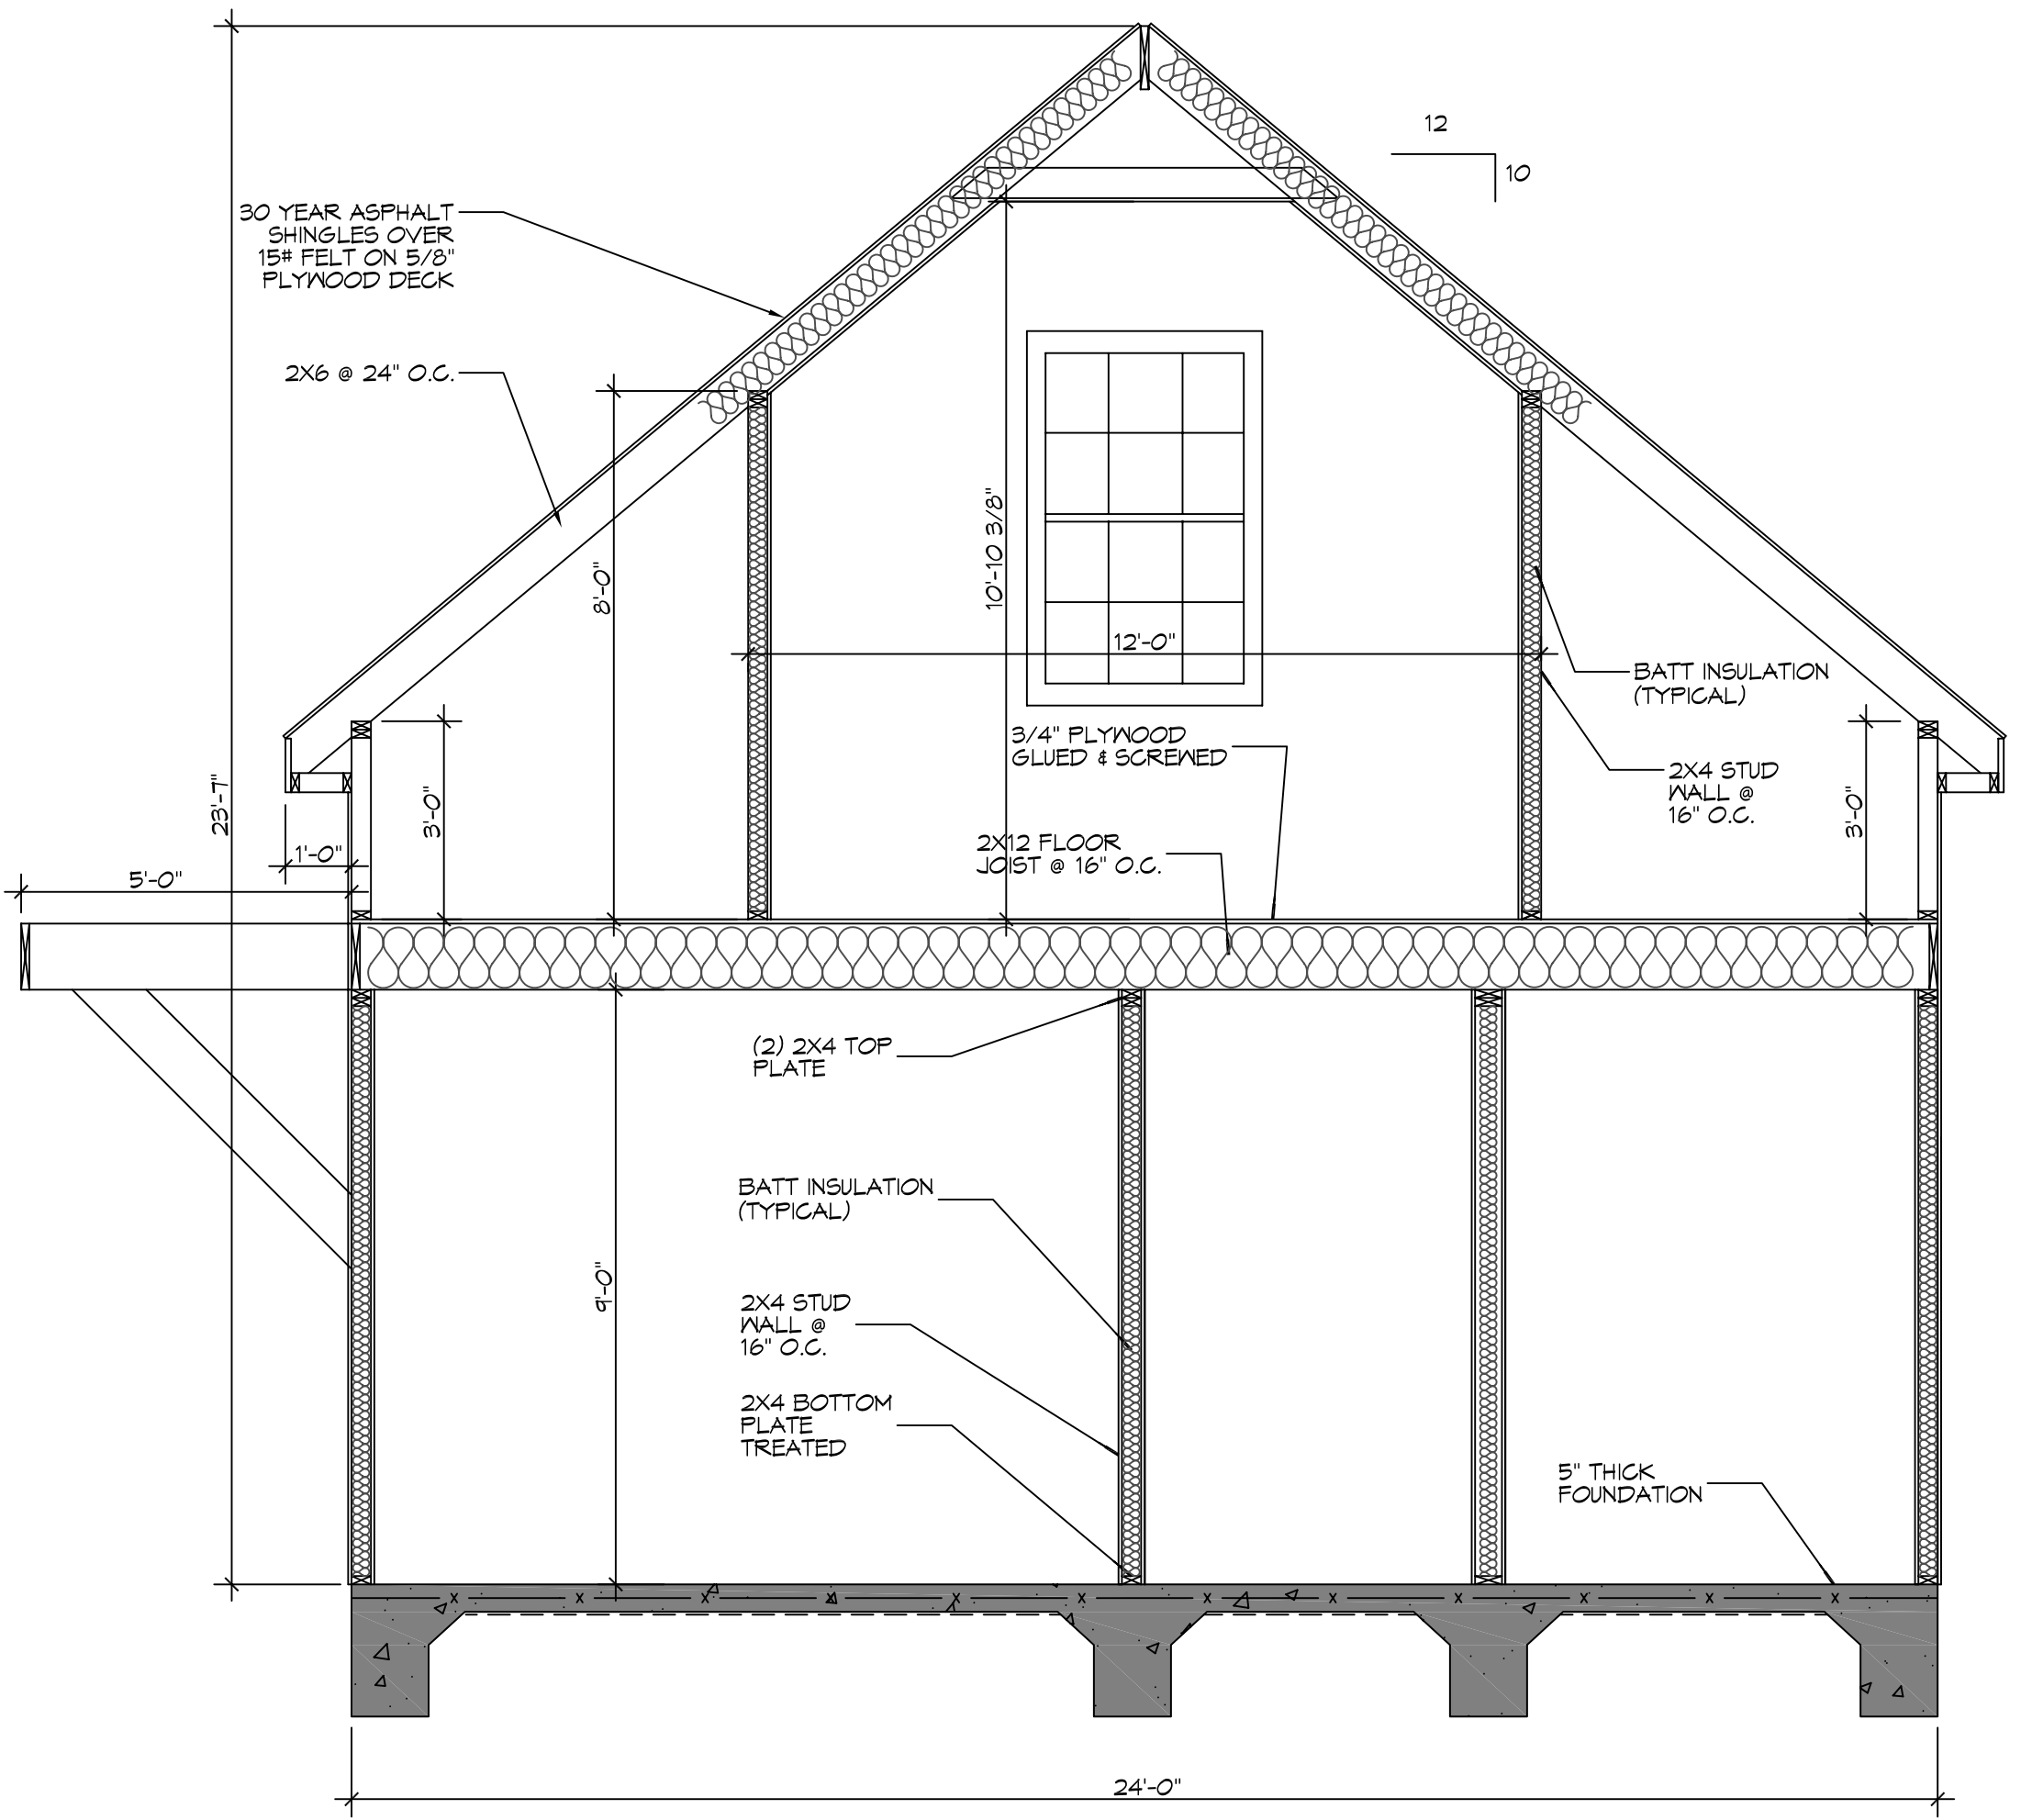 12
10
30 YEAR ASPHALT
SHINGLES OVER
15# FELT ON 5/8"
PLYWOOD DECK
2X6 @ 24" O.C.
8'-0"
10'-10 3/8"
12'-0"
BATT INSULATION
(TYPICAL)
3/4" PLYWOOD
GLUED & SCREWED
2X4 STUD
WALL @
16" O.C.
23'-7"
3'-0"
3'-0"
2X12 FLOOR
JOIST @ 16" O.C.
1'-0"
5'-0"
(2) 2X4 TOP
PLATE
BATT INSULATION
(TYPICAL)
9'-0"
2X4 STUD
WALL @
16" O.C.
2X4 BOTTOM
PLATE
TREATED
5" THICK
FOUNDATION
24'-0"